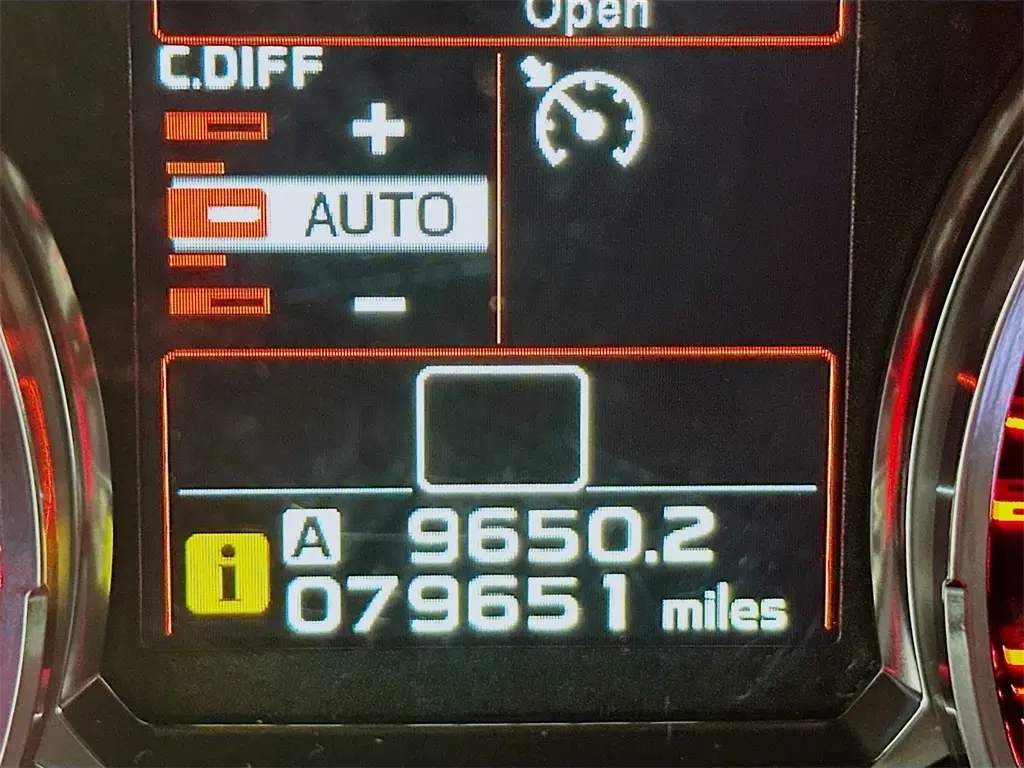 Open
C.DIFF
+
AUTO
-
i
A 9650.2
079651 miles